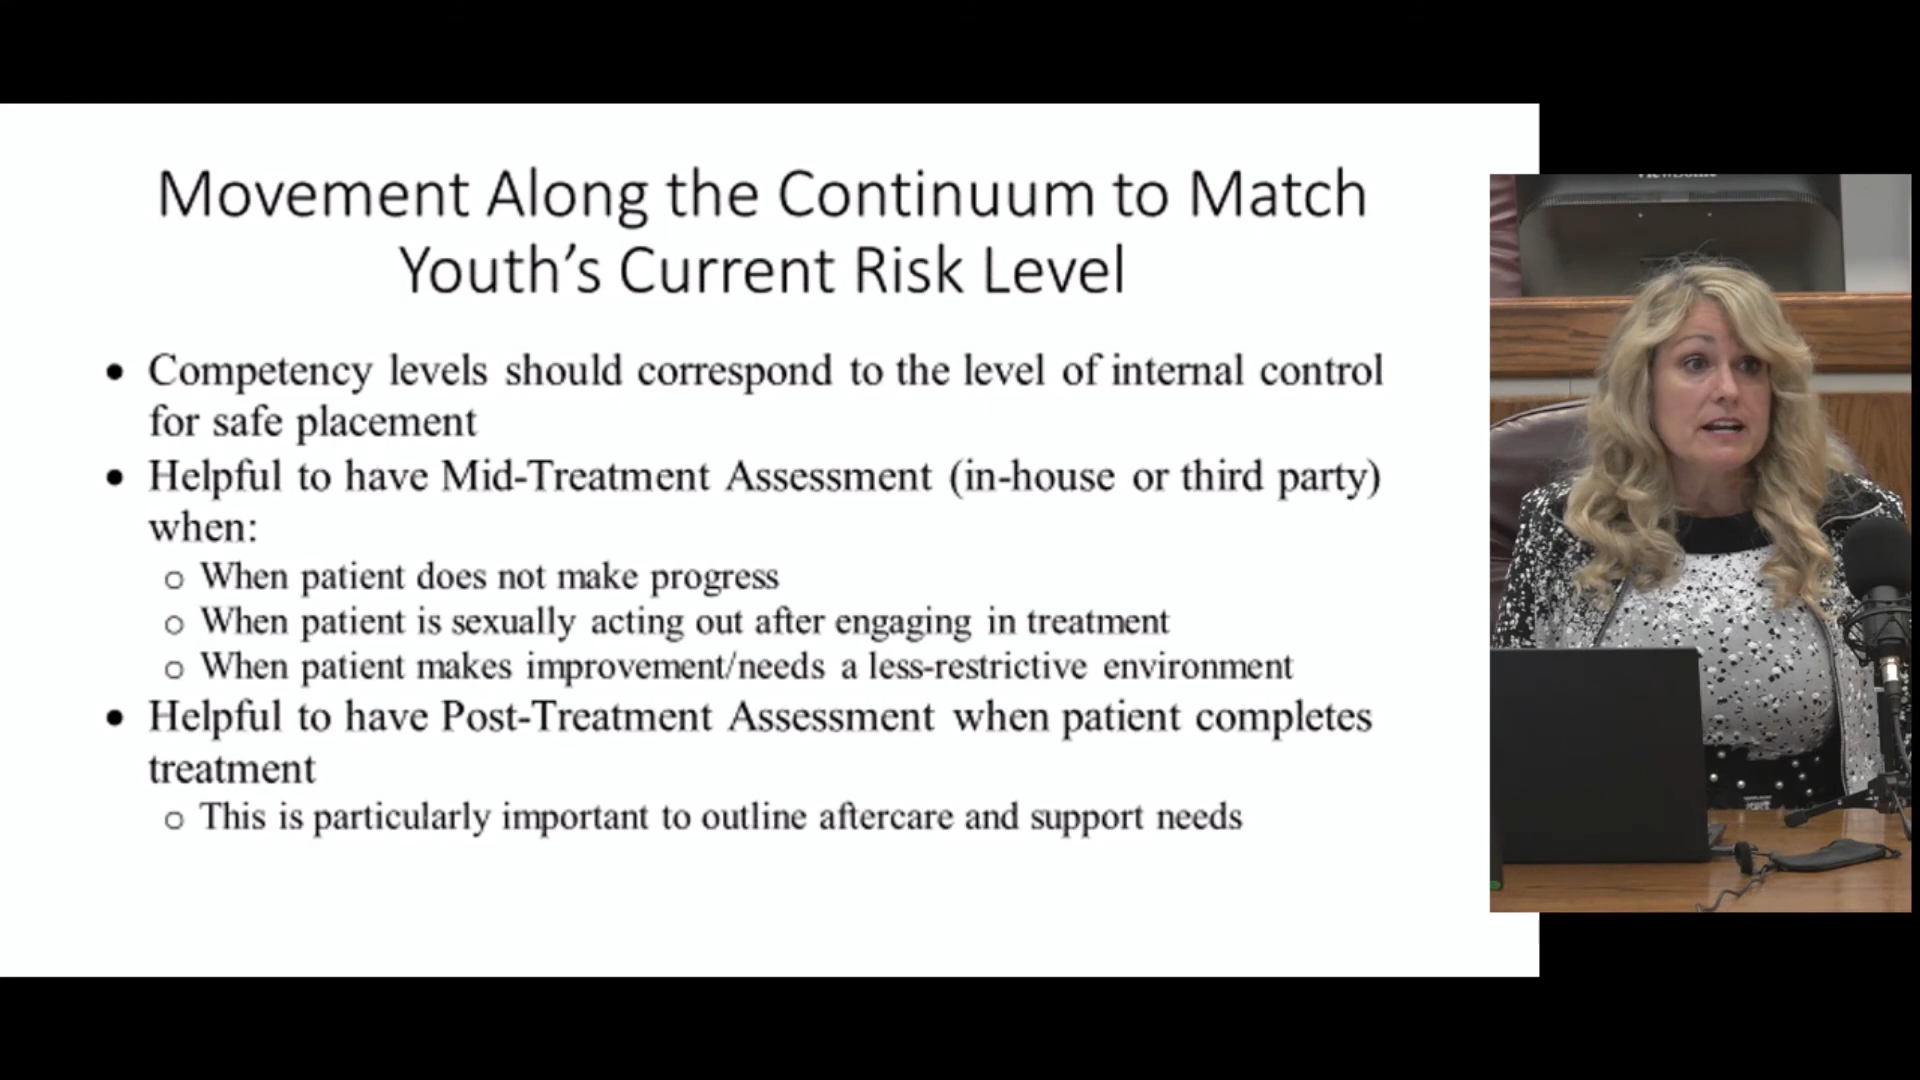 Movement Along the Continuum to Match
Youth's Current Risk Level
• Competency levels should correspond to the level of internal control
for safe placement
• Helpful to have Mid-Treatment Assessment (in-house or third party)
when:
o When patient does not make progress
o When patient is sexually acting out after engaging in treatment
o When patient makes improvement/needs a less-restrictive environment
• Helpful to have Post-Treatment Assessment when patient completes
treatment
o This is particularly important to outline aftercare and support needs